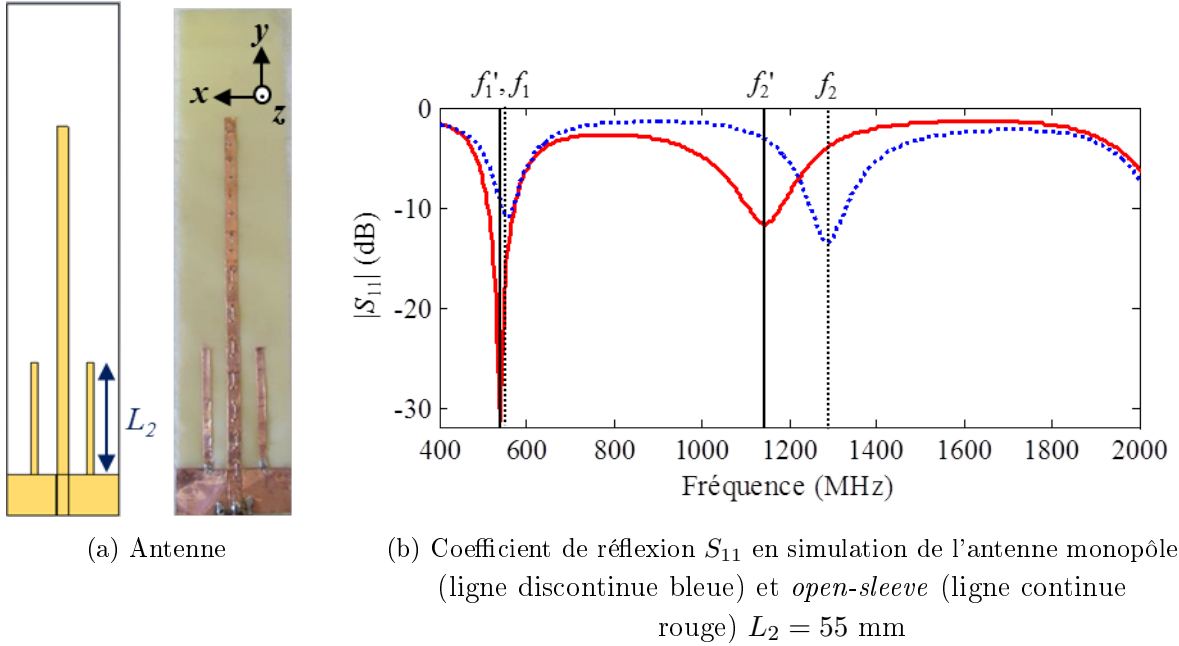 y
x
z
L2
(a) Antenne
f1', f1
f2'
f2
0
-10
-20
-30
|S11| (dB)
400 600 800 1000 1200 1400 1600 1800 2000
Fréquence (MHz)
(b) Coefficient de réflexion S11 en simulation de l'antenne monopôle
(ligne discontinue bleue) et open-sleeve (ligne continue
rouge) L2 = 55 mm